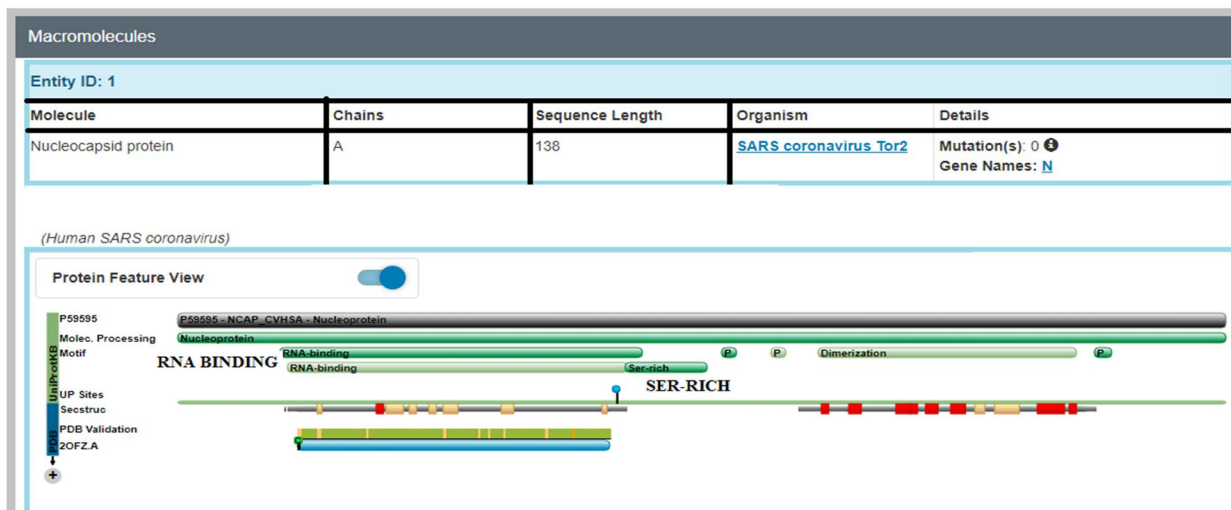 Macromolecules
Entity ID: 1
Molecule Chains Sequence Length Organism Details
Nucleocapsid protein A 138 SARS coronavirus Tor2 Mutation(s): 0
Gene Names: N
(Human SARS coronavirus)
Protein Feature View
P59595 P59595 - NCAP_CVHSA - Nucleoprotein
Molec. Processing Nucleoprotein
Motif RNA-binding P P Dimerization P
RNA BINDING RNA-binding Ser-rich
SER-RICH
UniProtKB
UP Sites
Secstruc
PDB Validation
PDB
2OFZ.A